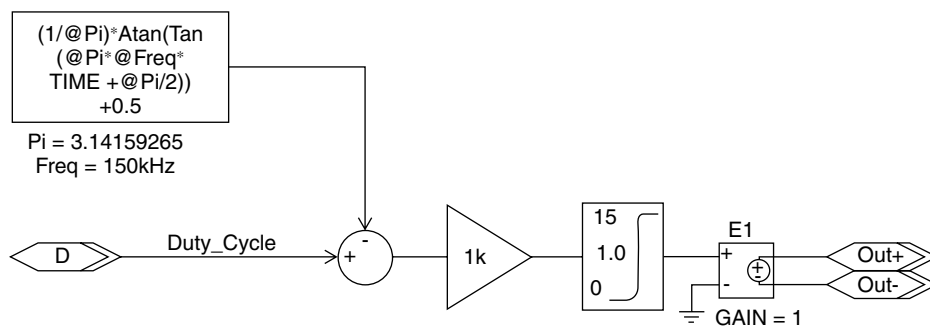 (1/@Pi)*Atan(Tan
(@Pi*@Freq*
TIME +@Pi/2))
+0.5
Pi = 3.14159265
Freq = 150kHz
D
Duty_Cycle
-
+
1k
15
1.0
0
E1
+
-
+
-
GAIN = 1
Out+
Out-